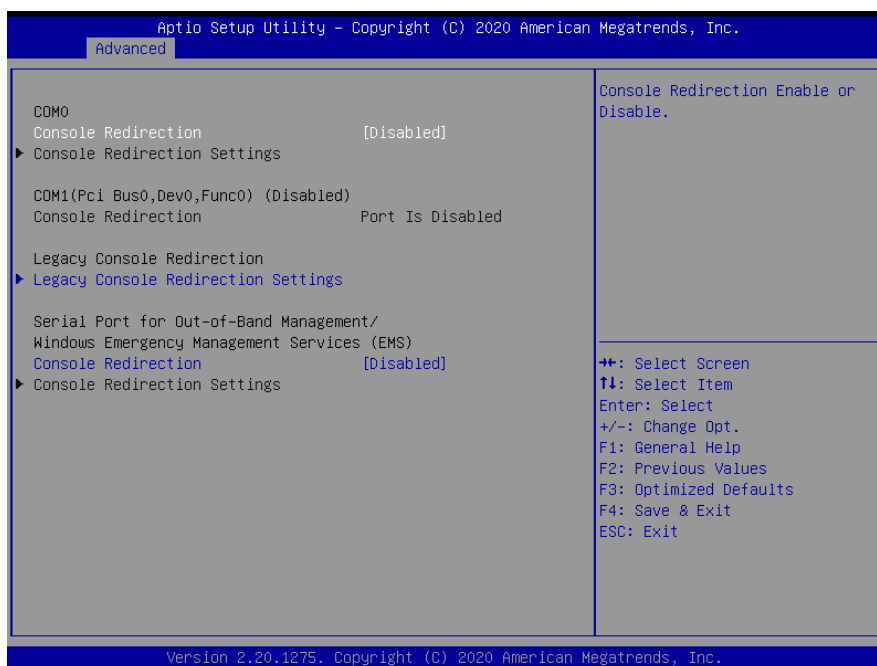 Aptio Setup Utility – Copyright (C) 2020 American Megatrends, Inc.
Advanced
COM0
Console Redirection [Disabled]
Console Redirection Settings
COM1(Pci Bus0,Dev0,Func0) (Disabled)
Console Redirection Port Is Disabled
Legacy Console Redirection
Legacy Console Redirection Settings
Serial Port for Out-of-Band Management/
Windows Emergency Management Services (EMS)
Console Redirection [Disabled]
Console Redirection Settings
Console Redirection Enable or
Disable.
→←: Select Screen
↑↓: Select Item
Enter: Select
+/-: Change Opt.
F1: General Help
F2: Previous Values
F3: Optimized Defaults
F4: Save & Exit
ESC: Exit
Version 2.20.1275. Copyright (C) 2020 American Megatrends, Inc.